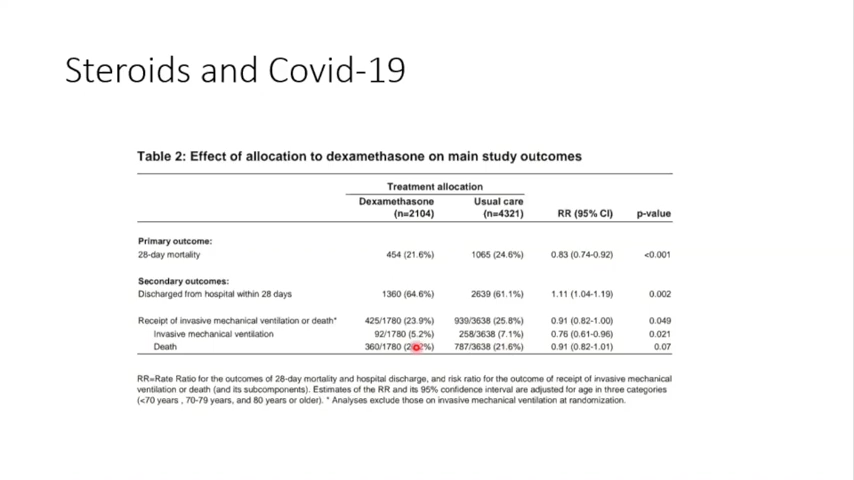 Steroids and Covid-19
Table 2: Effect of allocation to dexamethasone on main study outcomes
Treatment allocation
Dexamethasone Usual care
(n=2104) (n=4321) RR (95% CI) p-value
Primary outcome:
28-day mortality 454 (21.6%) 1065 (24.6%) 0.83 (0.74-0.92) <0.001
Secondary outcomes:
Discharged from hospital within 28 days 1360 (64.6%) 2639 (61.1%) 1.11 (1.04-1.19) 0.002
Receipt of invasive mechanical ventilation or death* 425/1780 (23.9%) 939/3638 (25.8%) 0.91 (0.82-1.00) 0.049
Invasive mechanical ventilation 92/1780 (5.2%) 258/3638 (7.1%) 0.76 (0.61-0.96) 0.021
Death 360/1780 787/3638 (21.6%) 0.91 (0.82-1.01) 0.07
RR=Rate Ratio for the outcomes of 28-day mortality and hospital discharge, and risk ratio for the outcome of receipt of invasive mechanical
ventilation or death (and its subcomponents). Estimates of the RR and its 95% confidence interval are adjusted for age in three categories
(<70 years , 70-79 years, and 80 years or older). * Analyses exclude those on invasive mechanical ventilation at randomization.